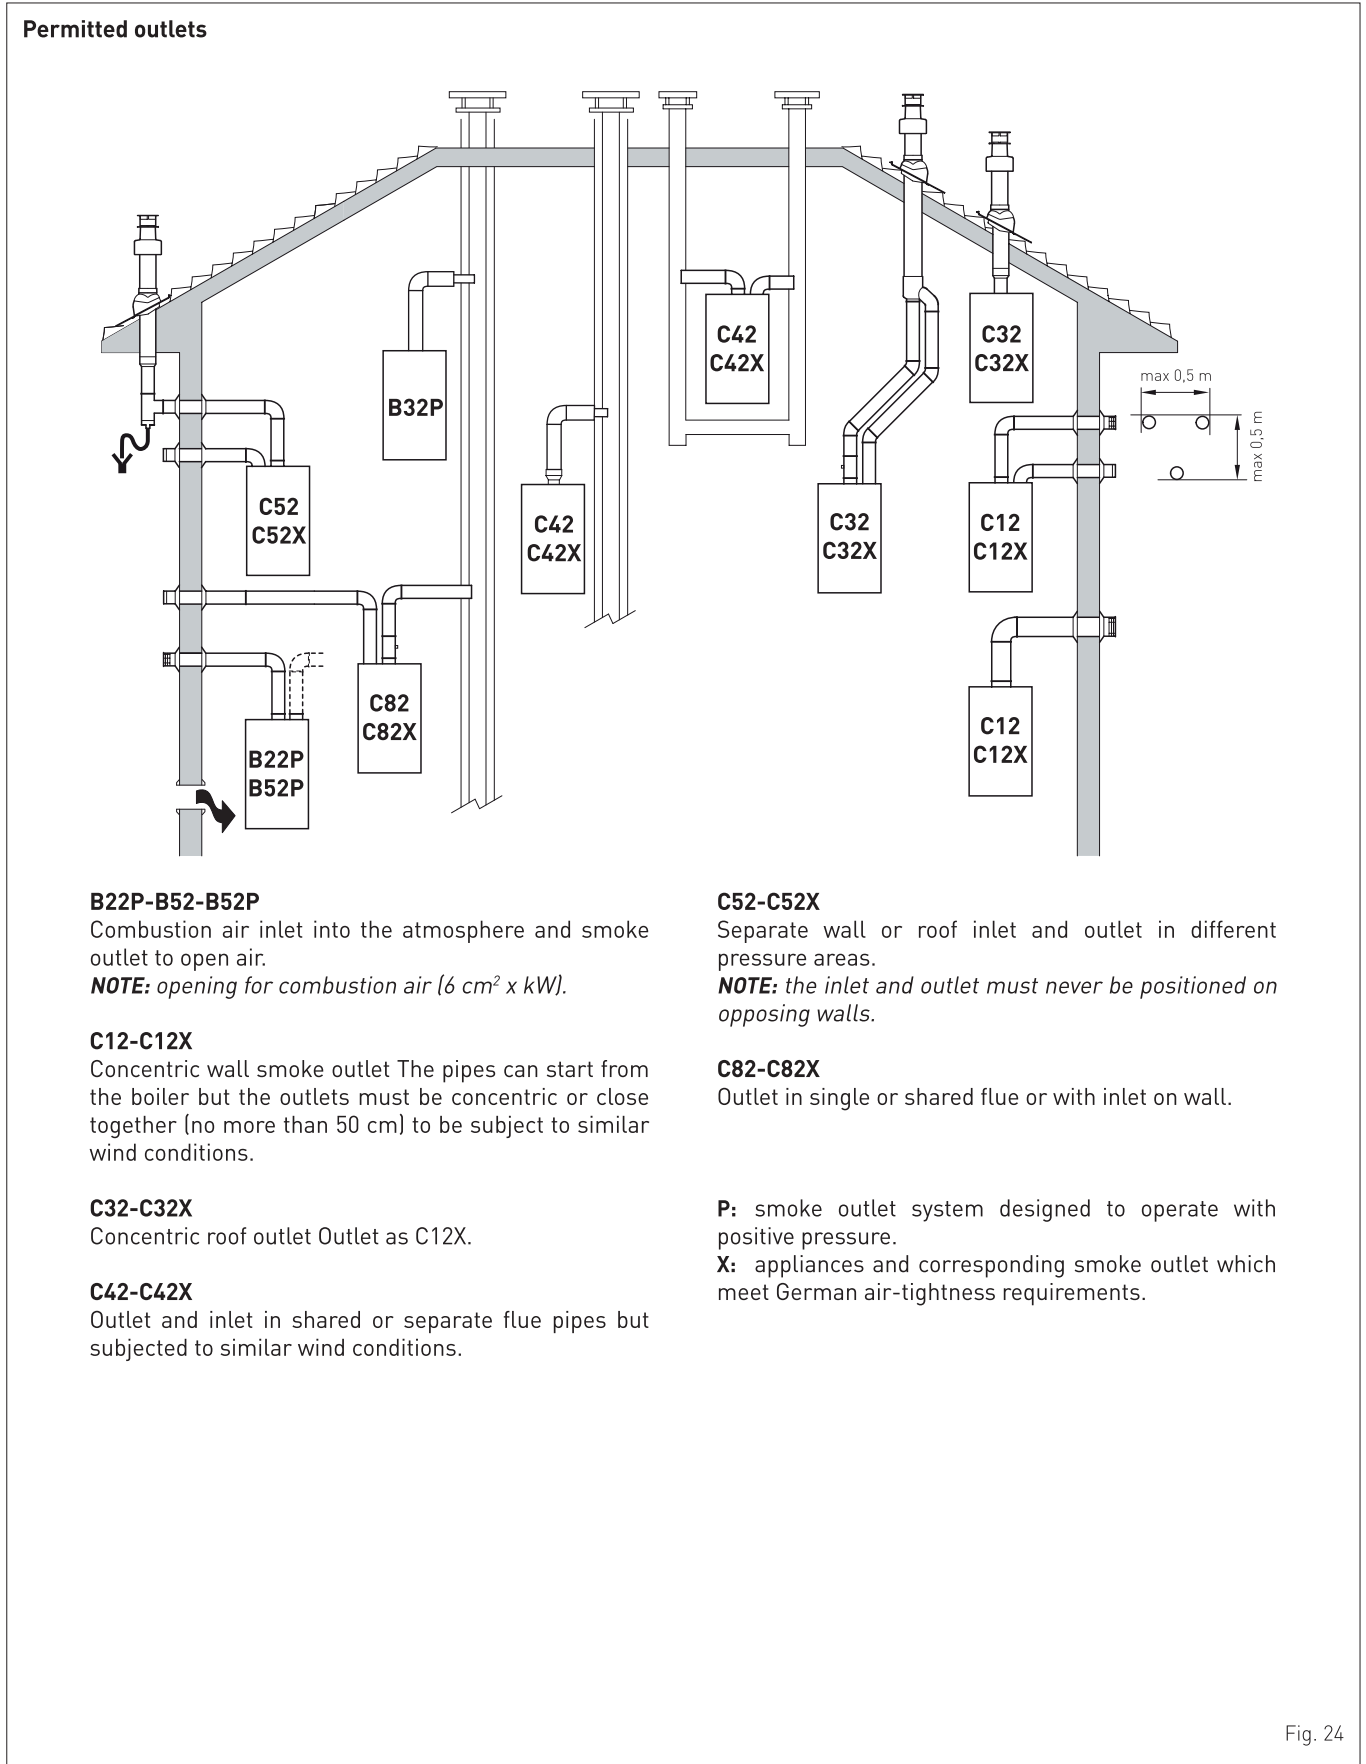 Permitted outlets
C52
C52X
B32P
C42
C42X
C42
C42X
C32
C32X
C32
C32X
C12
C12X
max 0,5 m
max 0,5 m
C82
C82X
B22P
B52P
C12
C12X
B22P-B52-B52P
Combustion air inlet into the atmosphere and smoke
outlet to open air.
NOTE: opening for combustion air (6 cm² x kW).
C12-C12X
Concentric wall smoke outlet The pipes can start from
the boiler but the outlets must be concentric or close
together (no more than 50 cm) to be subject to similar
wind conditions.
C32-C32X
Concentric roof outlet Outlet as C12X.
C42-C42X
Outlet and inlet in shared or separate flue pipes but
subjected to similar wind conditions.
C52-C52X
Separate wall or roof inlet and outlet in different
pressure areas.
NOTE: the inlet and outlet must never be positioned on
opposing walls.
C82-C82X
Outlet in single or shared flue or with inlet on wall.
P: smoke outlet system designed to operate with
positive pressure.
X: appliances and corresponding smoke outlet which
meet German air-tightness requirements.
Fig. 24